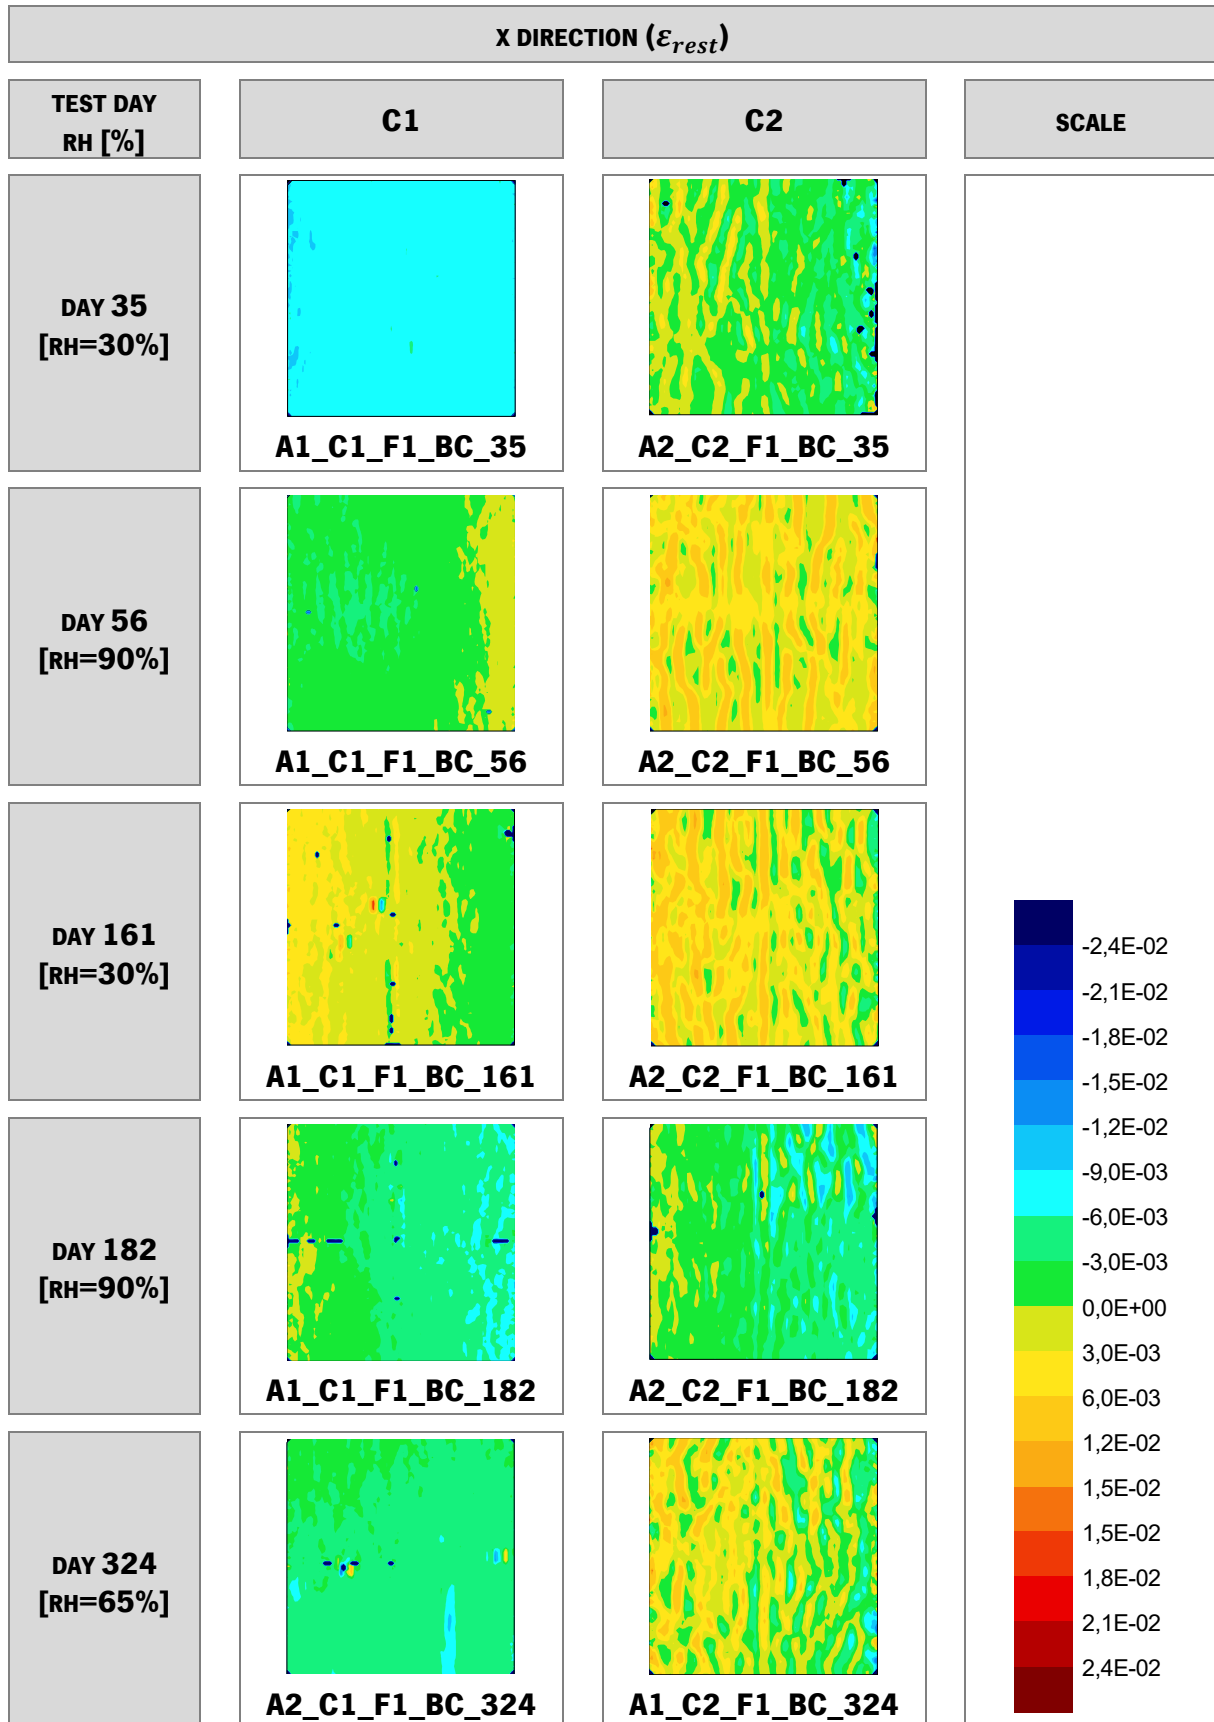 X DIRECTION (εrest)
TEST DAY
RH [%]
C1
C2
SCALE
DAY 35
[RH=30%]
A1_C1_F1_BC_35
A2_C2_F1_BC_35
DAY 56
[RH=90%]
A1_C1_F1_BC_56
A2_C2_F1_BC_56
DAY 161
[RH=30%]
A1_C1_F1_BC_161
A2_C2_F1_BC_161
DAY 182
[RH=90%]
A1_C1_F1_BC_182
A2_C2_F1_BC_182
DAY 324
[RH=65%]
A2_C1_F1_BC_324
A1_C2_F1_BC_324
-2,4E-02
-2,1E-02
-1,8E-02
-1,5E-02
-1,2E-02
-9,0E-03
-6,0E-03
-3,0E-03
0,0E+00
3,0E-03
6,0E-03
1,2E-02
1,5E-02
1,5E-02
1,8E-02
2,1E-02
2,4E-02